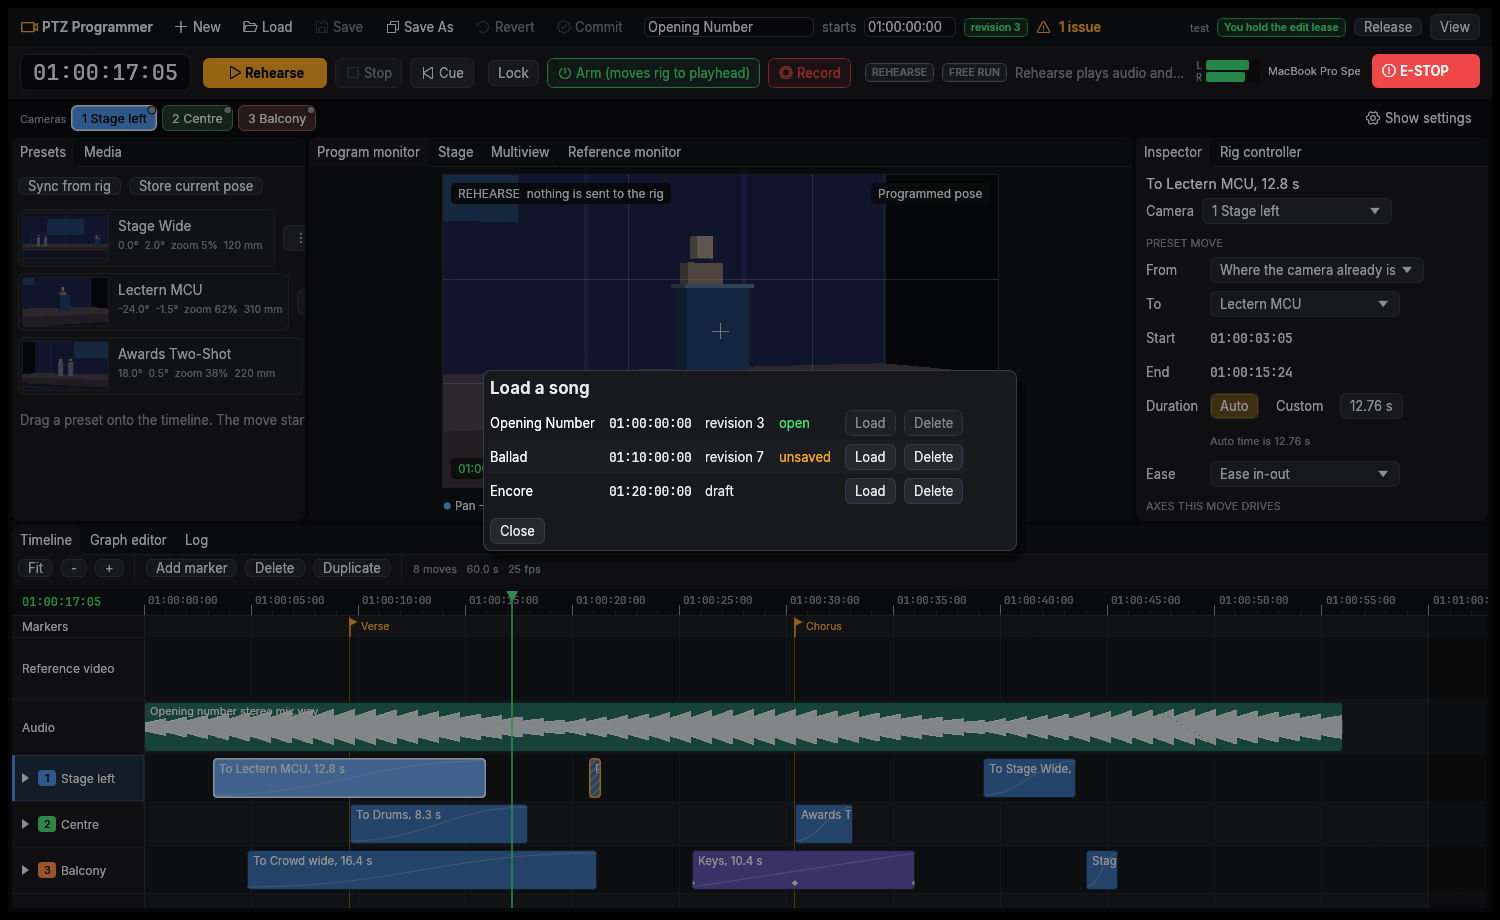 PTZ Programmer New Load Save Save As Revert Commit Opening Number starts 01:00:00:00 revision 3 1 issue test You hold the edit lease Release View
01:00:17:05 Rehearse Stop Cue Lock Arm (moves rig to playhead) Record REHEARSE FREE RUN Rehearse plays audio and... L R MacBook Pro Spe E-STOP
Cameras 1 Stage left 2 Centre 3 Balcony Show settings
Presets Media
Sync from rig Store current pose
Stage Wide
0.0° 2.0° zoom 5% 120 mm
Lectern MCU
-24.0° -1.5° zoom 62% 310 mm
Awards Two-Shot
18.0° 0.5° zoom 38% 220 mm
Drag a preset onto the timeline. The move star
Program monitor Stage Multiview Reference monitor
REHEARSE nothing is sent to the rig Programmed pose
01:00
Pan
Inspector Rig controller
To Lectern MCU, 12.8 s
Camera 1 Stage left
PRESET MOVE
From Where the camera already is
To Lectern MCU
Start 01:00:03:05
End 01:00:15:24
Duration Auto Custom 12.76 s
Auto time is 12.76 s
Ease Ease in-out
AXES THIS MOVE DRIVES
Load a song
Opening Number 01:00:00:00 revision 3 open Load Delete
Ballad 01:10:00:00 revision 7 unsaved Load Delete
Encore 01:20:00:00 draft Load Delete
Close
Timeline Graph editor Log
Fit - + Add marker Delete Duplicate 8 moves 60.0 s 25 fps
01:00:17:05 01:00:00:00 01:00:05:00 01:00:10:00 01:00:15:00 01:00:20:00 01:00:25:00 01:00:30:00 01:00:35:00 01:00:40:00 01:00:45:00 01:00:50:00 01:00:55:00 01:01:00:
Markers Verse Chorus
Reference video
Audio Opening number stereo mix.wav
1 Stage left To Lectern MCU, 12.8 s To Stage Wide,
2 Centre To Drums, 8.3 s Awards T
3 Balcony To Crowd wide, 16.4 s Keys, 10.4 s Stag